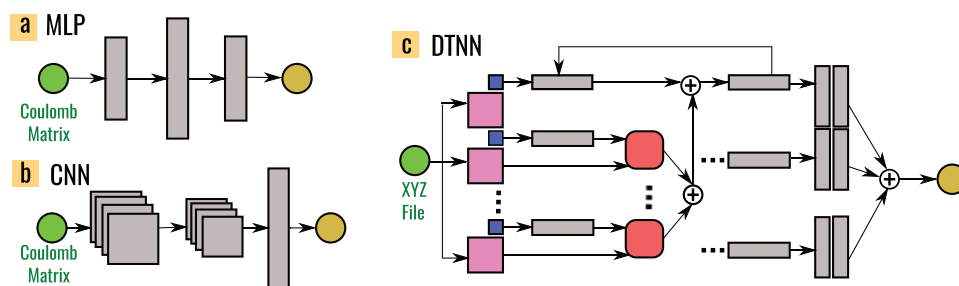 a MLP
Coulomb
Matrix
b CNN
Coulomb
Matrix
c DTNN
XYZ
File